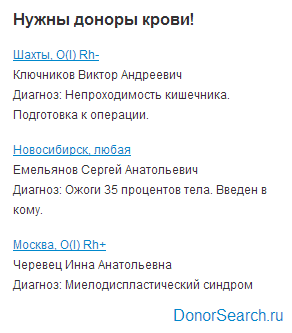 Нужны доноры крови!
Шахты, O(I) Rh-
Ключников Виктор Андреевич
Диагноз: Непроходимость кишечника.
Подготовка к операции.
Новосибирск, любая
Емельянов Сергей Анатольевич
Диагноз: Ожоги 35 процентов тела. Введен в
кому.
Москва, O(I) Rh+
Черевец Инна Анатольевна
Диагноз: Миелодиспластический синдром
DonorSearch.ru